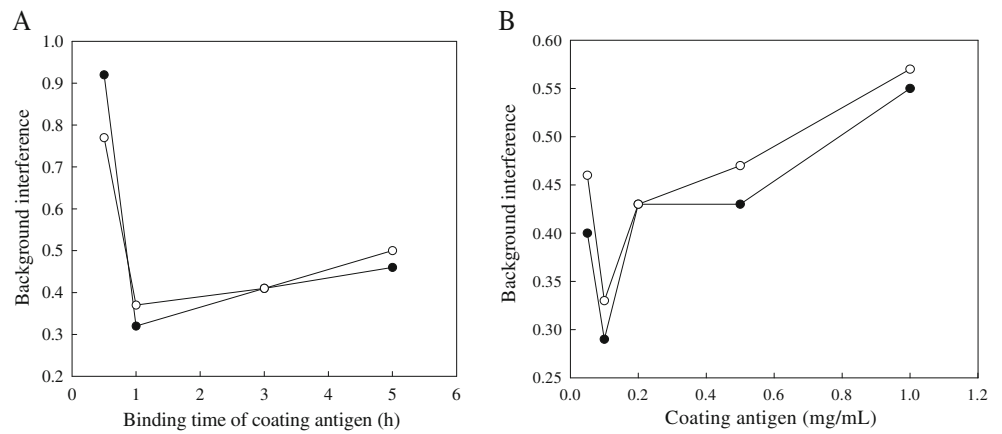 A
1.0
0.9
0.8
0.7
0.6
0.5
0.4
0.3
0.2
Background interference
0 1 2 3 4 5 6
Binding time of coating antigen (h)
B
0.60
0.55
0.50
0.45
0.40
0.35
0.30
0.25
Background interference
0.0 0.2 0.4 0.6 0.8 1.0 1.2
Coating antigen (mg/mL)